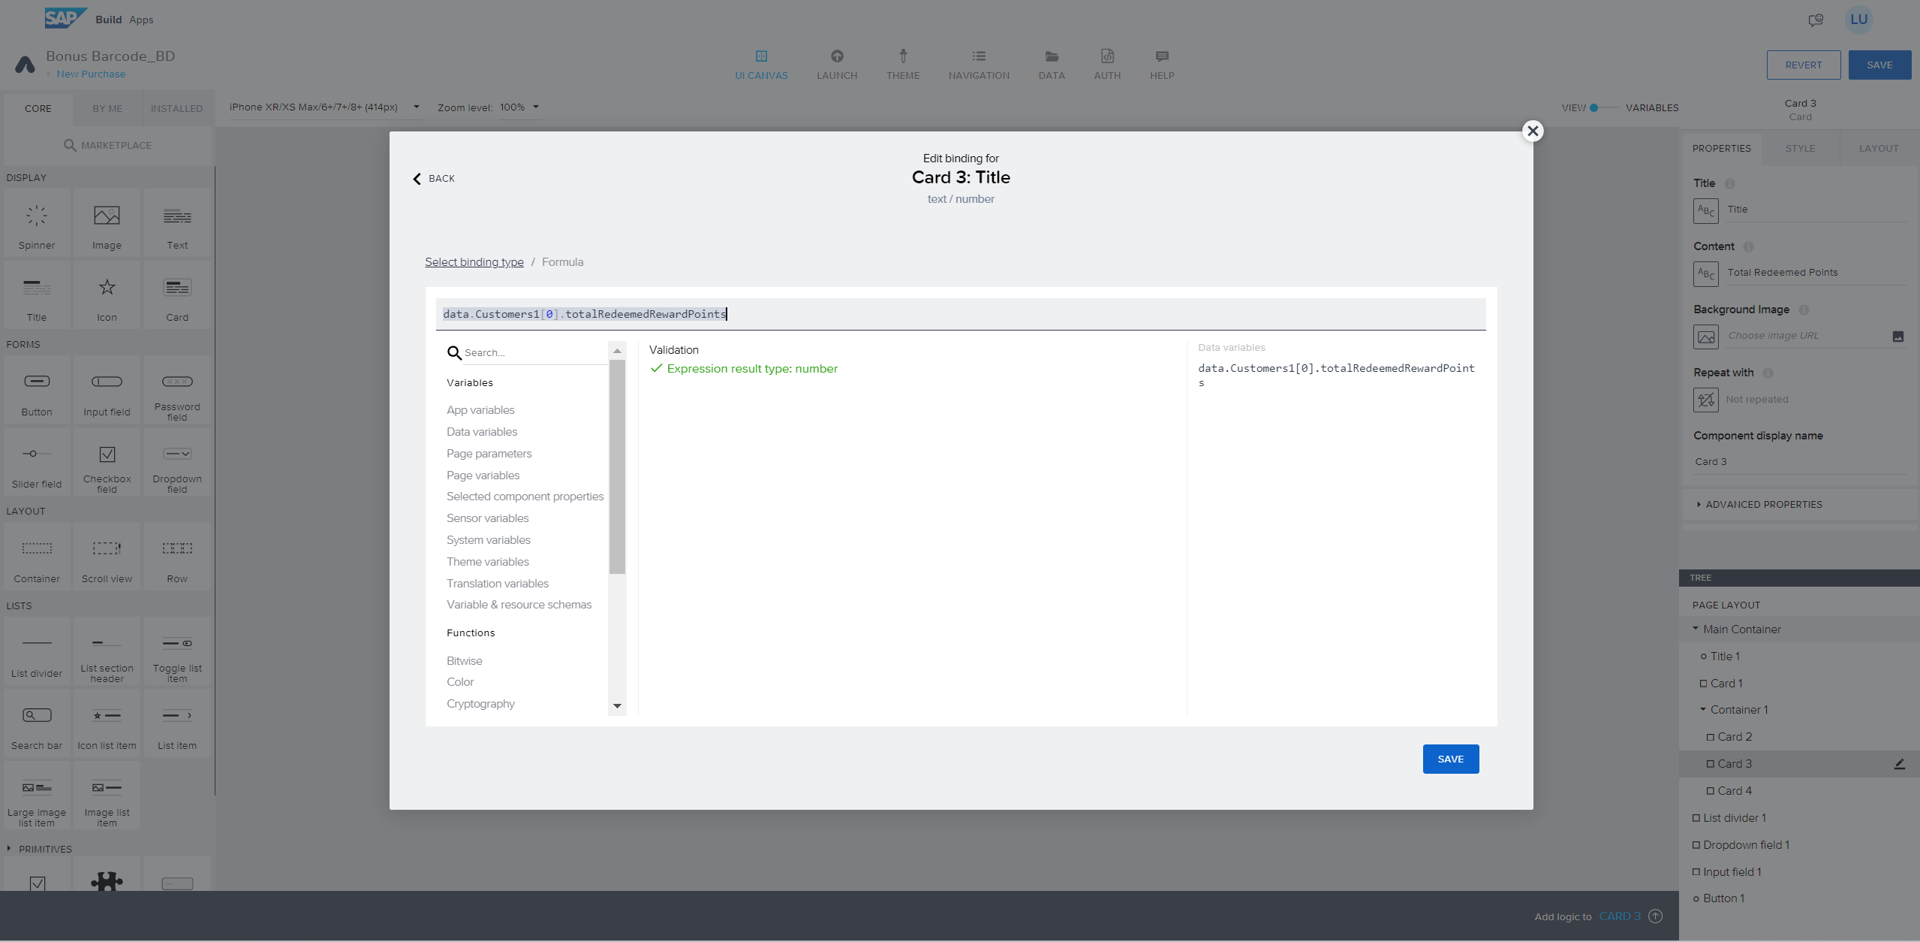 SAP Build Apps
LU
Bonus Barcode_BD
New Purchase
UI CANVAS
LAUNCH
THEME
NAVIGATION
DATA
AUTH
HELP
REVERT
SAVE
CORE
BY ME
INSTALLED
iPhone XR/XS Max/6+/7+/8+ (414px)
Zoom level: 100%
VIEW
VARIABLES
Card 3
Card
MARKETPLACE
DISPLAY
Spinner
Image
Text
Title
Icon
Card
FORMS
Button
Input field
Password
field
Slider field
Checkbox
field
Dropdown
field
LAYOUT
Container
Scroll view
Row
LISTS
List divider
List section
header
Toggle list
item
Search bar
Icon list item
List item
Large image
list item
Image list
item
PRIMITIVES
BACK
Edit binding for
Card 3: Title
text / number
Select binding type / Formula
data.Customers1[0].totalRedeemedRewardPoints
Search...
Variables
App variables
Data variables
Page parameters
Page variables
Selected component properties
Sensor variables
System variables
Theme variables
Translation variables
Variable & resource schemas
Functions
Bitwise
Color
Cryptography
Validation
Expression result type: number
Data variables
data.Customers1[0].totalRedeemedRewardPoint
s
SAVE
PROPERTIES
STYLE
LAYOUT
Title
ABC
Title
Content
ABC
Total Redeemed Points
Background Image
Choose image URL
Repeat with
Not repeated
Component display name
Card 3
ADVANCED PROPERTIES
TREE
PAGE LAYOUT
Main Container
Title 1
Card 1
Container 1
Card 2
Card 3
Card 4
List divider 1
Dropdown field 1
Input field 1
Button 1
Add logic to CARD 3